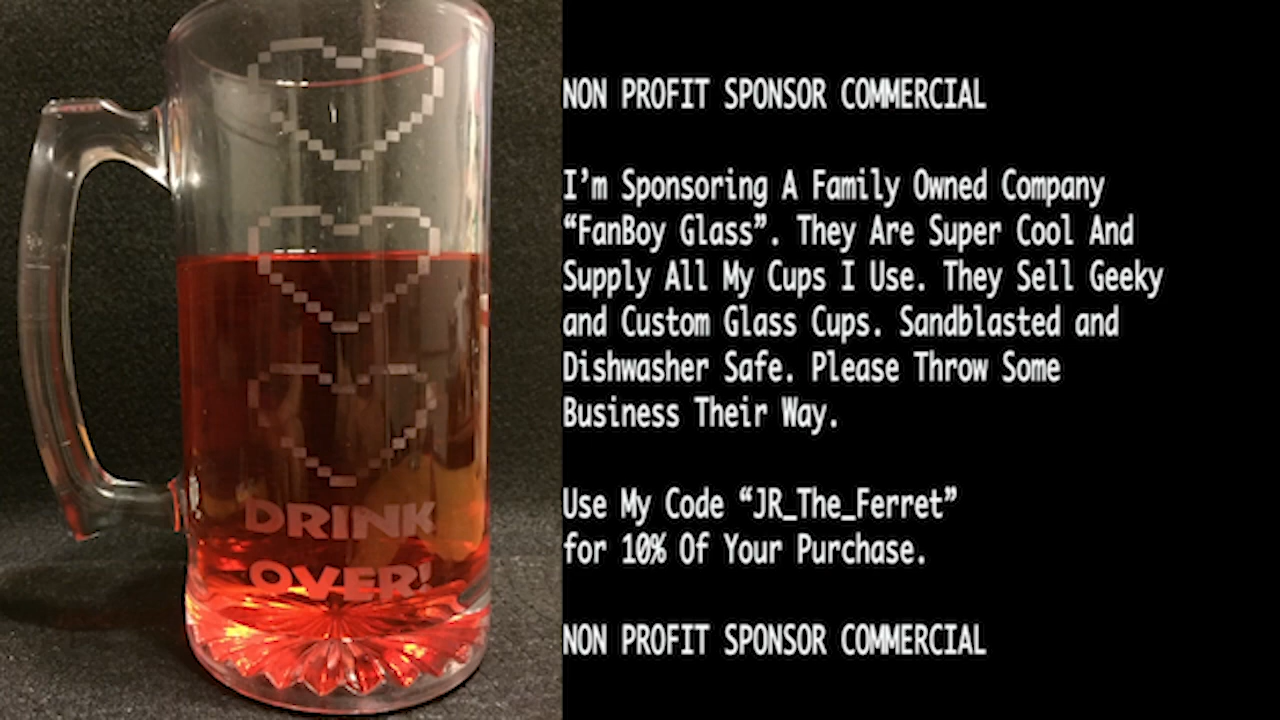 DRINK
OVER!
NON PROFIT SPONSOR COMMERCIAL
I'm Sponsoring A Family Owned Company
“FanBoy Glass”. They Are Super Cool And
Supply All My Cups I Use. They Sell Geeky
and Custom Glass Cups. Sandblasted and
Dishwasher Safe. Please Throw Some
Business Their Way.
Use My Code “JR_The_Ferret”
for 10% Of Your Purchase.
NON PROFIT SPONSOR COMMERCIAL